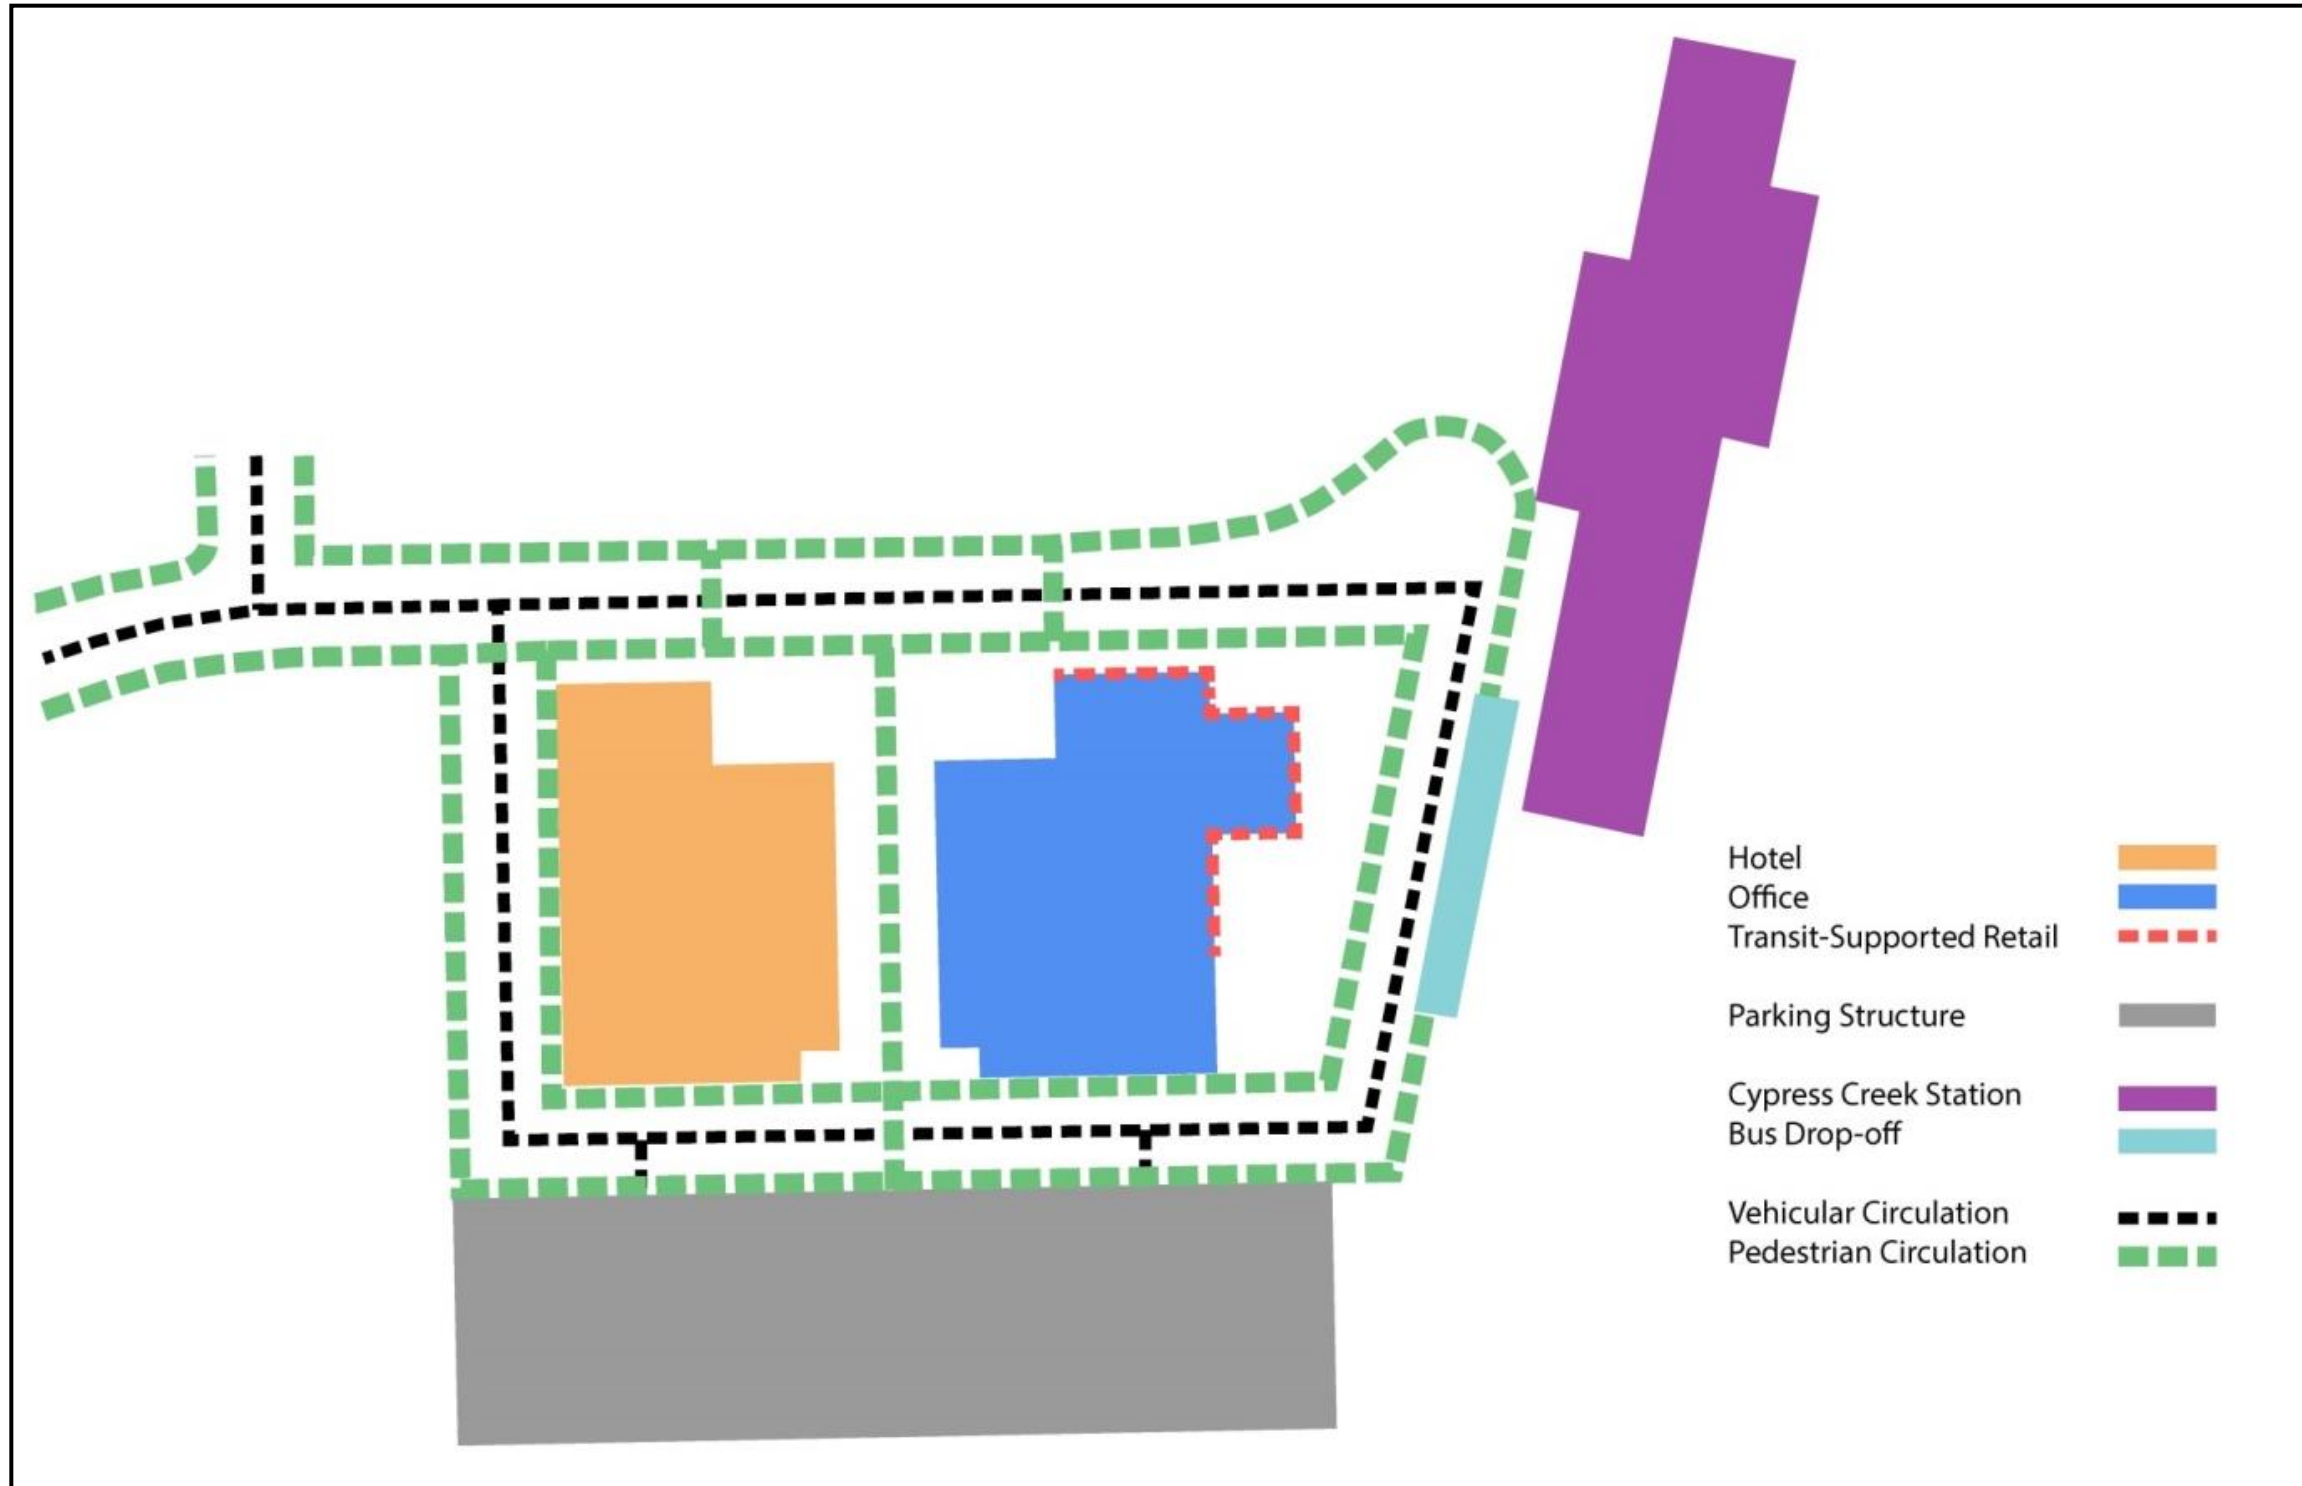 Hotel
Office
Transit-Supported Retail
Parking Structure
Cypress Creek Station
Bus Drop-off
Vehicular Circulation
Pedestrian Circulation